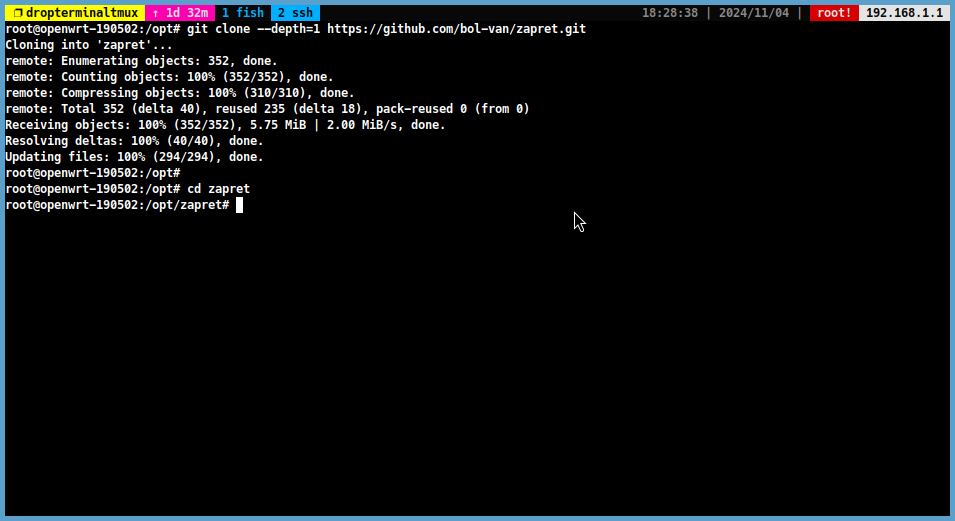 ❐ dropterminaltmux ↑ 1d 32m 1 fish 2 ssh 18:28:38 | 2024/11/04 | root! 192.168.1.1
root@openwrt-190502:/opt# git clone --depth=1 https://github.com/bol-van/zapret.git
Cloning into 'zapret'...
remote: Enumerating objects: 352, done.
remote: Counting objects: 100% (352/352), done.
remote: Compressing objects: 100% (310/310), done.
remote: Total 352 (delta 40), reused 235 (delta 18), pack-reused 0 (from 0)
Receiving objects: 100% (352/352), 5.75 MiB | 2.00 MiB/s, done.
Resolving deltas: 100% (40/40), done.
Updating files: 100% (294/294), done.
root@openwrt-190502:/opt#
root@openwrt-190502:/opt# cd zapret
root@openwrt-190502:/opt/zapret#